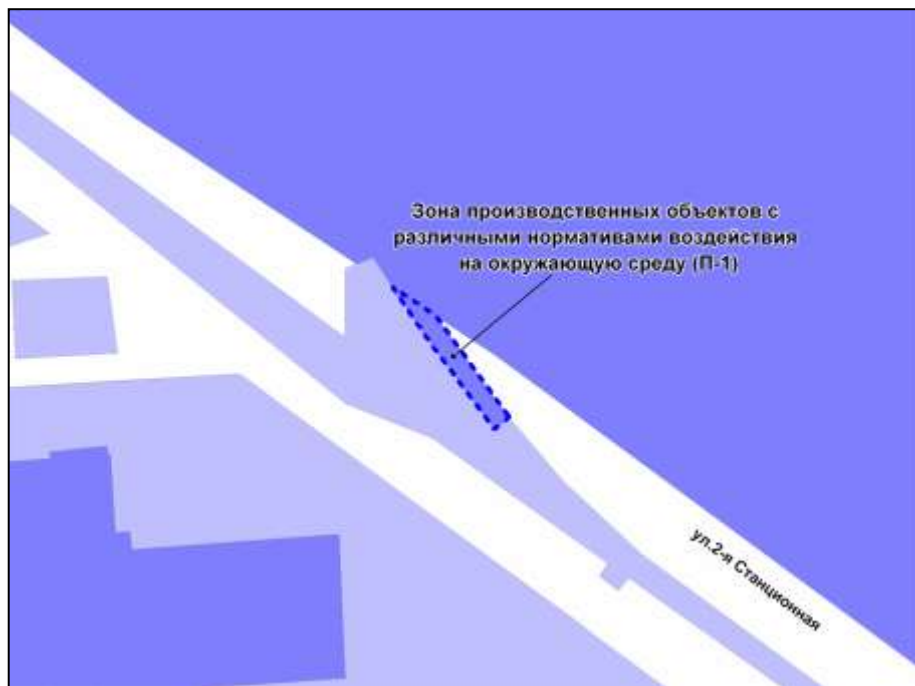 Зона производственных объектов с
различными нормативами воздействия
на окружающую среду (П-1)
ул.2-я Станционная